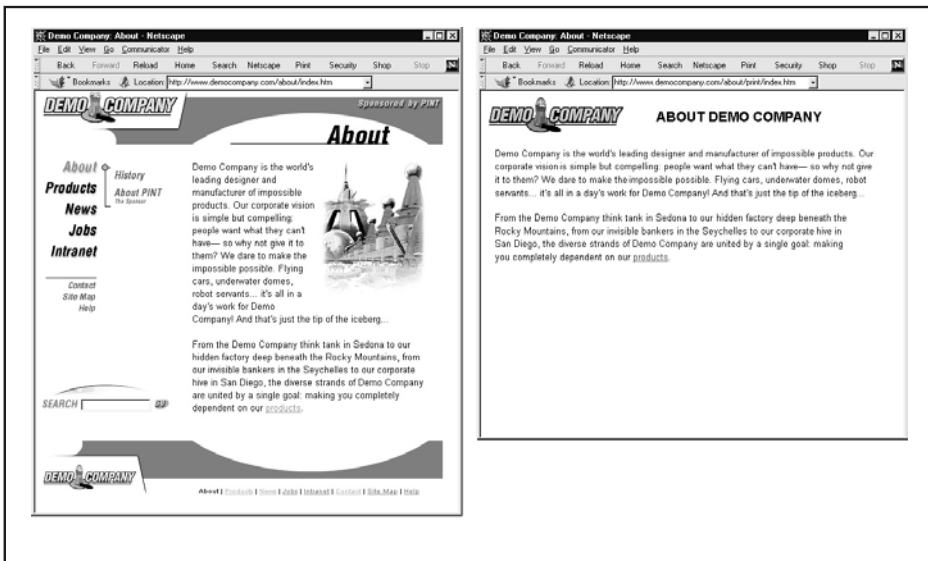 Demo Company: About - Netscape
File Edit View Go Communicator Help
Back Forward Reload Home Search Netscape Print Security Shop Stop
Bookmarks Location: http://www.democompany.com/about/index.htm
DEMO COMPANY
Sponsored by PINT
About
About
History
About PINT
The Sponsor
Products
News
Jobs
Intranet
Contact
Site Map
Help
SEARCH
Demo Company is the world's
leading designer and
manufacturer of impossible
products. Our corporate vision
is simple but compelling:
people want what they can't
have— so why not give it to
them? We dare to make the
impossible possible. Flying
cars, underwater domes,
robot servants... it's all in a
day's work for Demo
Company! And that's just the tip of the iceberg...
From the Demo Company think tank in Sedona to our
hidden factory deep beneath the Rocky Mountains, from
our invisible bankers in the Seychelles to our corporate
hive in San Diego, the diverse strands of Demo Company
are united by a single goal: making you completely
dependent on our products.
DEMO COMPANY
About | Products | News | Jobs | Intranet | Contact | Site Map | Help
Demo Company: About - Netscape
File Edit View Go Communicator Help
Back Forward Reload Home Search Netscape Print Security Shop Stop
Bookmarks Location: http://www.democompany.com/about/print/index.htm
DEMO COMPANY
ABOUT DEMO COMPANY
Demo Company is the world's leading designer and manufacturer of impossible products. Our
corporate vision is simple but compelling: people want what they can't have— so why not give
it to them? We dare to make the impossible possible. Flying cars, underwater domes, robot
servants... it's all in a day's work for Demo Company! And that's just the tip of the iceberg...
From the Demo Company think tank in Sedona to our hidden factory deep beneath the
Rocky Mountains, from our invisible bankers in the Seychelles to our corporate hive in
San Diego, the diverse strands of Demo Company are united by a single goal: making
you completely dependent on our products.